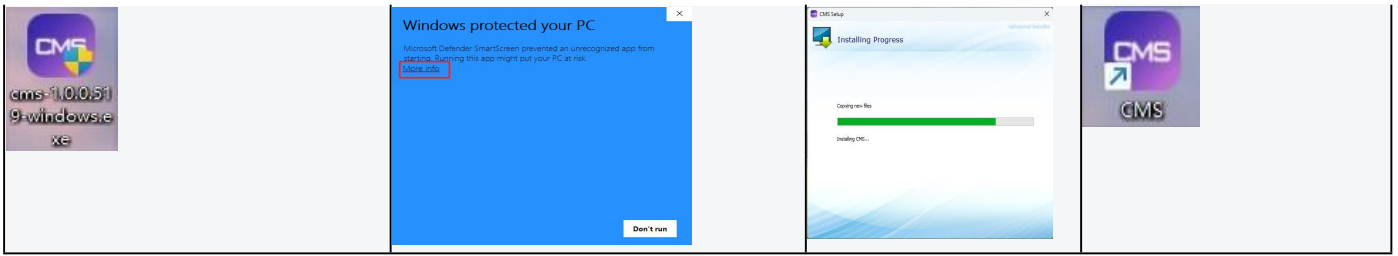 CMS
cms-1.0.0.51
9-windows.e
xe
Windows protected your PC
Microsoft Defender SmartScreen prevented an unrecognized app from
starting. Running this app might put your PC at risk.
More info
Don't run
CMS Setup
Advanced Installer
Installing Progress
Copying new files
Installing CMS...
CMS
CMS